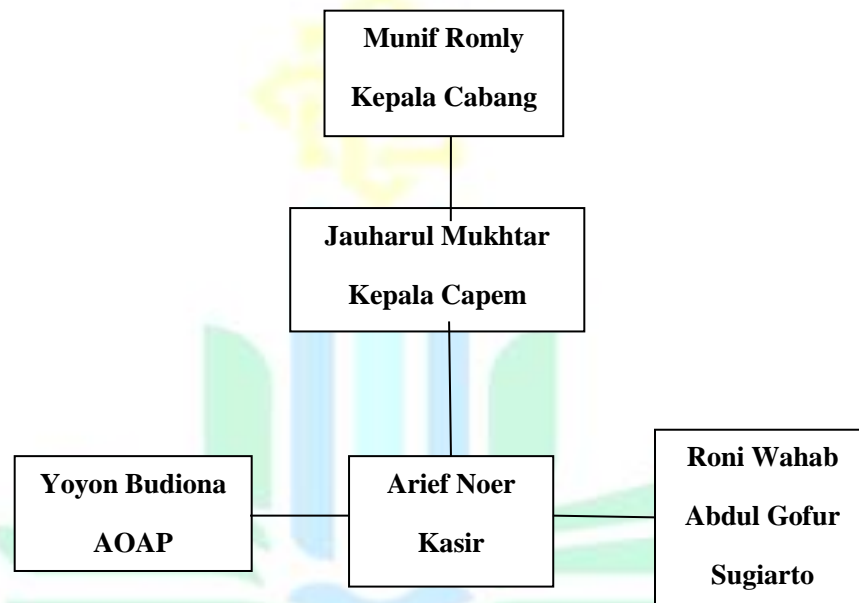 Munif Romly
Kepala Cabang
Jauharul Mukhtar
Kepala Capem
Yoyon Budiona
AOAP
Arief Noer
Kasir
Roni Wahab
Abdul Gofur
Sugiarto